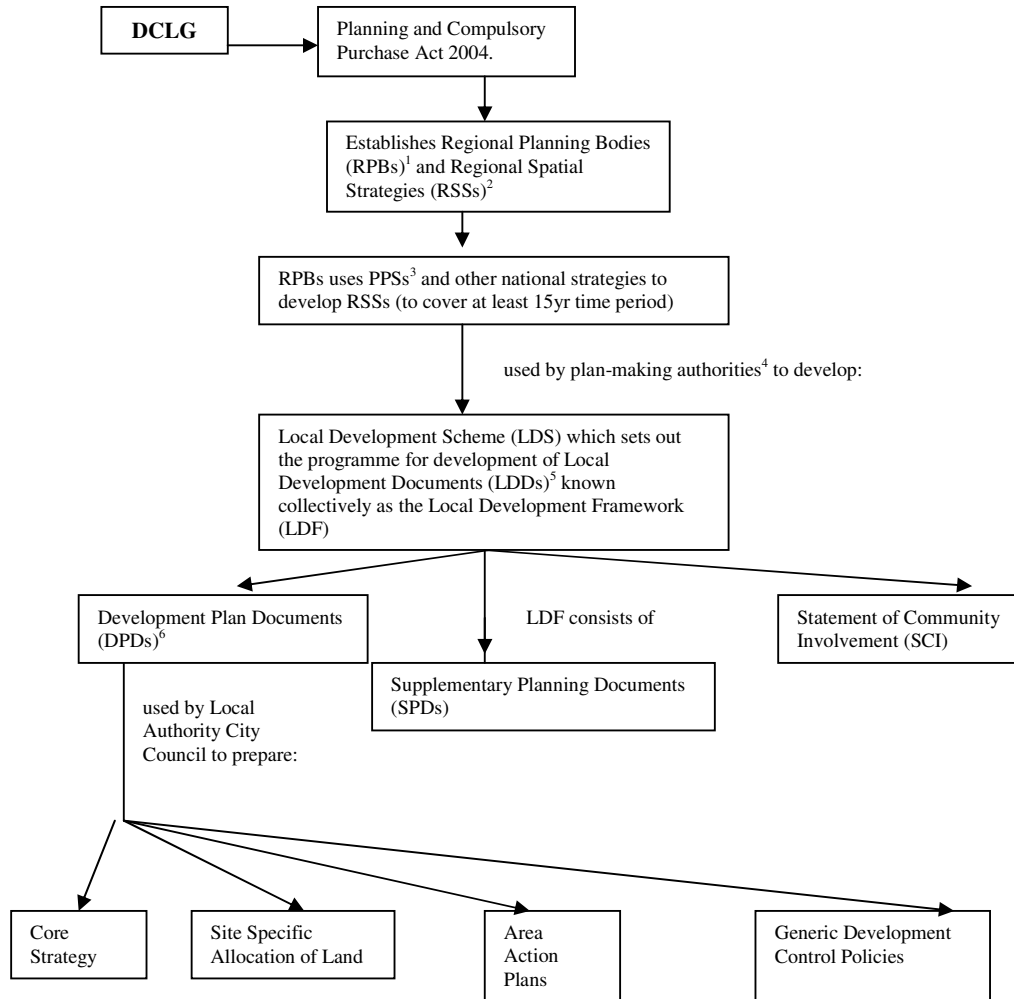 DCLG
Planning and Compulsory
Purchase Act 2004.
Establishes Regional Planning Bodies
(RPBs)1 and Regional Spatial
Strategies (RSSs)2
RPBs uses PPSs3 and other national strategies to
develop RSSs (to cover at least 15yr time period)
used by plan-making authorities4 to develop:
Local Development Scheme (LDS) which sets out
the programme for development of Local
Development Documents (LDDs)5 known
collectively as the Local Development Framework
(LDF)
Development Plan Documents
(DPDs)6
LDF consists of
Statement of Community
Involvement (SCI)
Supplementary Planning Documents
(SPDs)
used by Local
Authority City
Council to prepare:
Core
Strategy
Site Specific
Allocation of Land
Area
Action
Plans
Generic Development
Control Policies